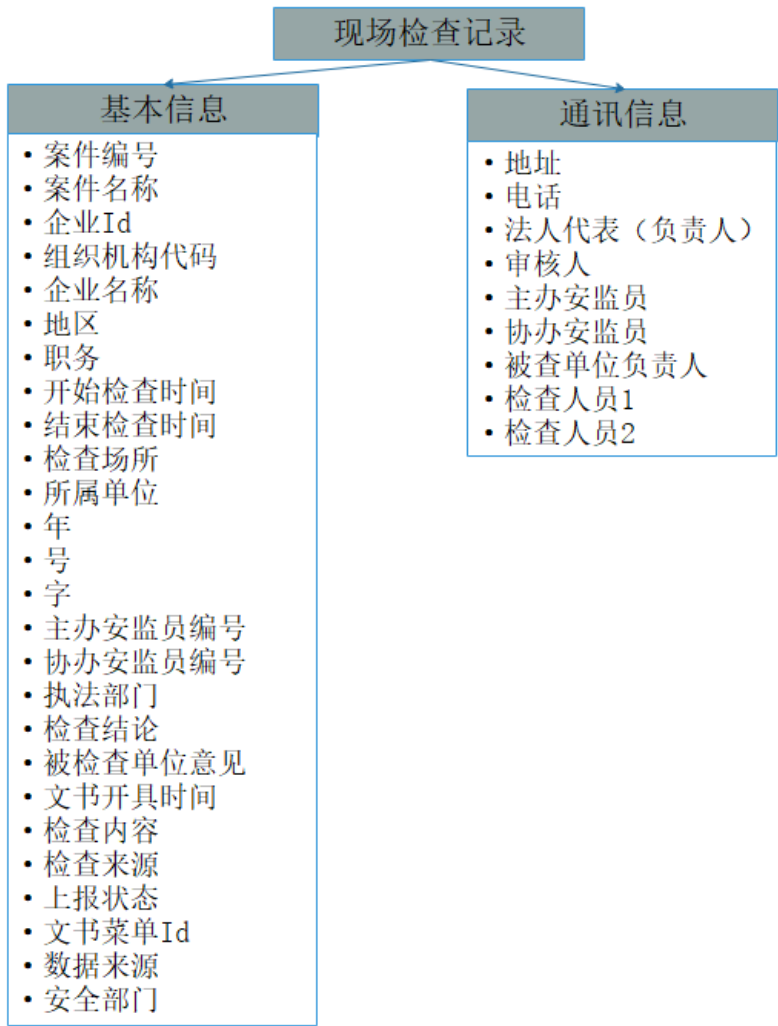 现场检查记录
基本信息
・案件编号
・案件名称
・企业Id
・组织机构代码
・企业名称
・地区
・职务
・开始检查时间
・结束检查时间
・检查场所
・所属单位
・年
・号
・字
・主办安监员编号
・协办安监员编号
・执法部门
・检查结论
・被检查单位意见
・文书开具时间
・检查内容
・检查来源
・上报状态
・文书菜单Id
・数据来源
・安全部门
通讯信息
・地址
・电话
・法人代表（负责人）
・审核人
・主办安监员
・协办安监员
・被查单位负责人
・检查人员1
・检查人员2